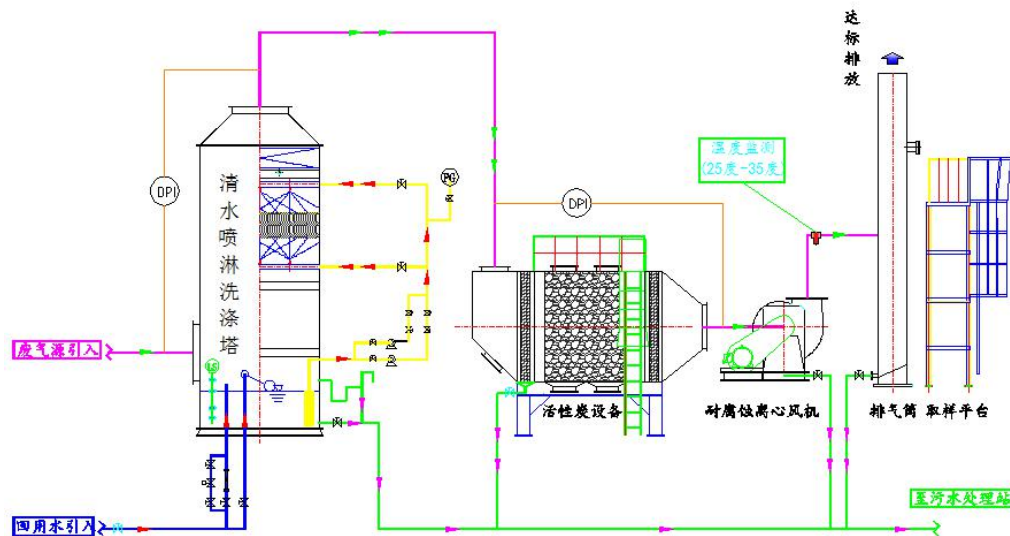 达标排放
DPI
清水喷淋洗涤塔
PG
DPI
温度监测
(25度-35度)
废气源引入
LS
活性炭设备
耐腐蚀离心风机
排气筒
取样平台
回用水引入
至污水处理站